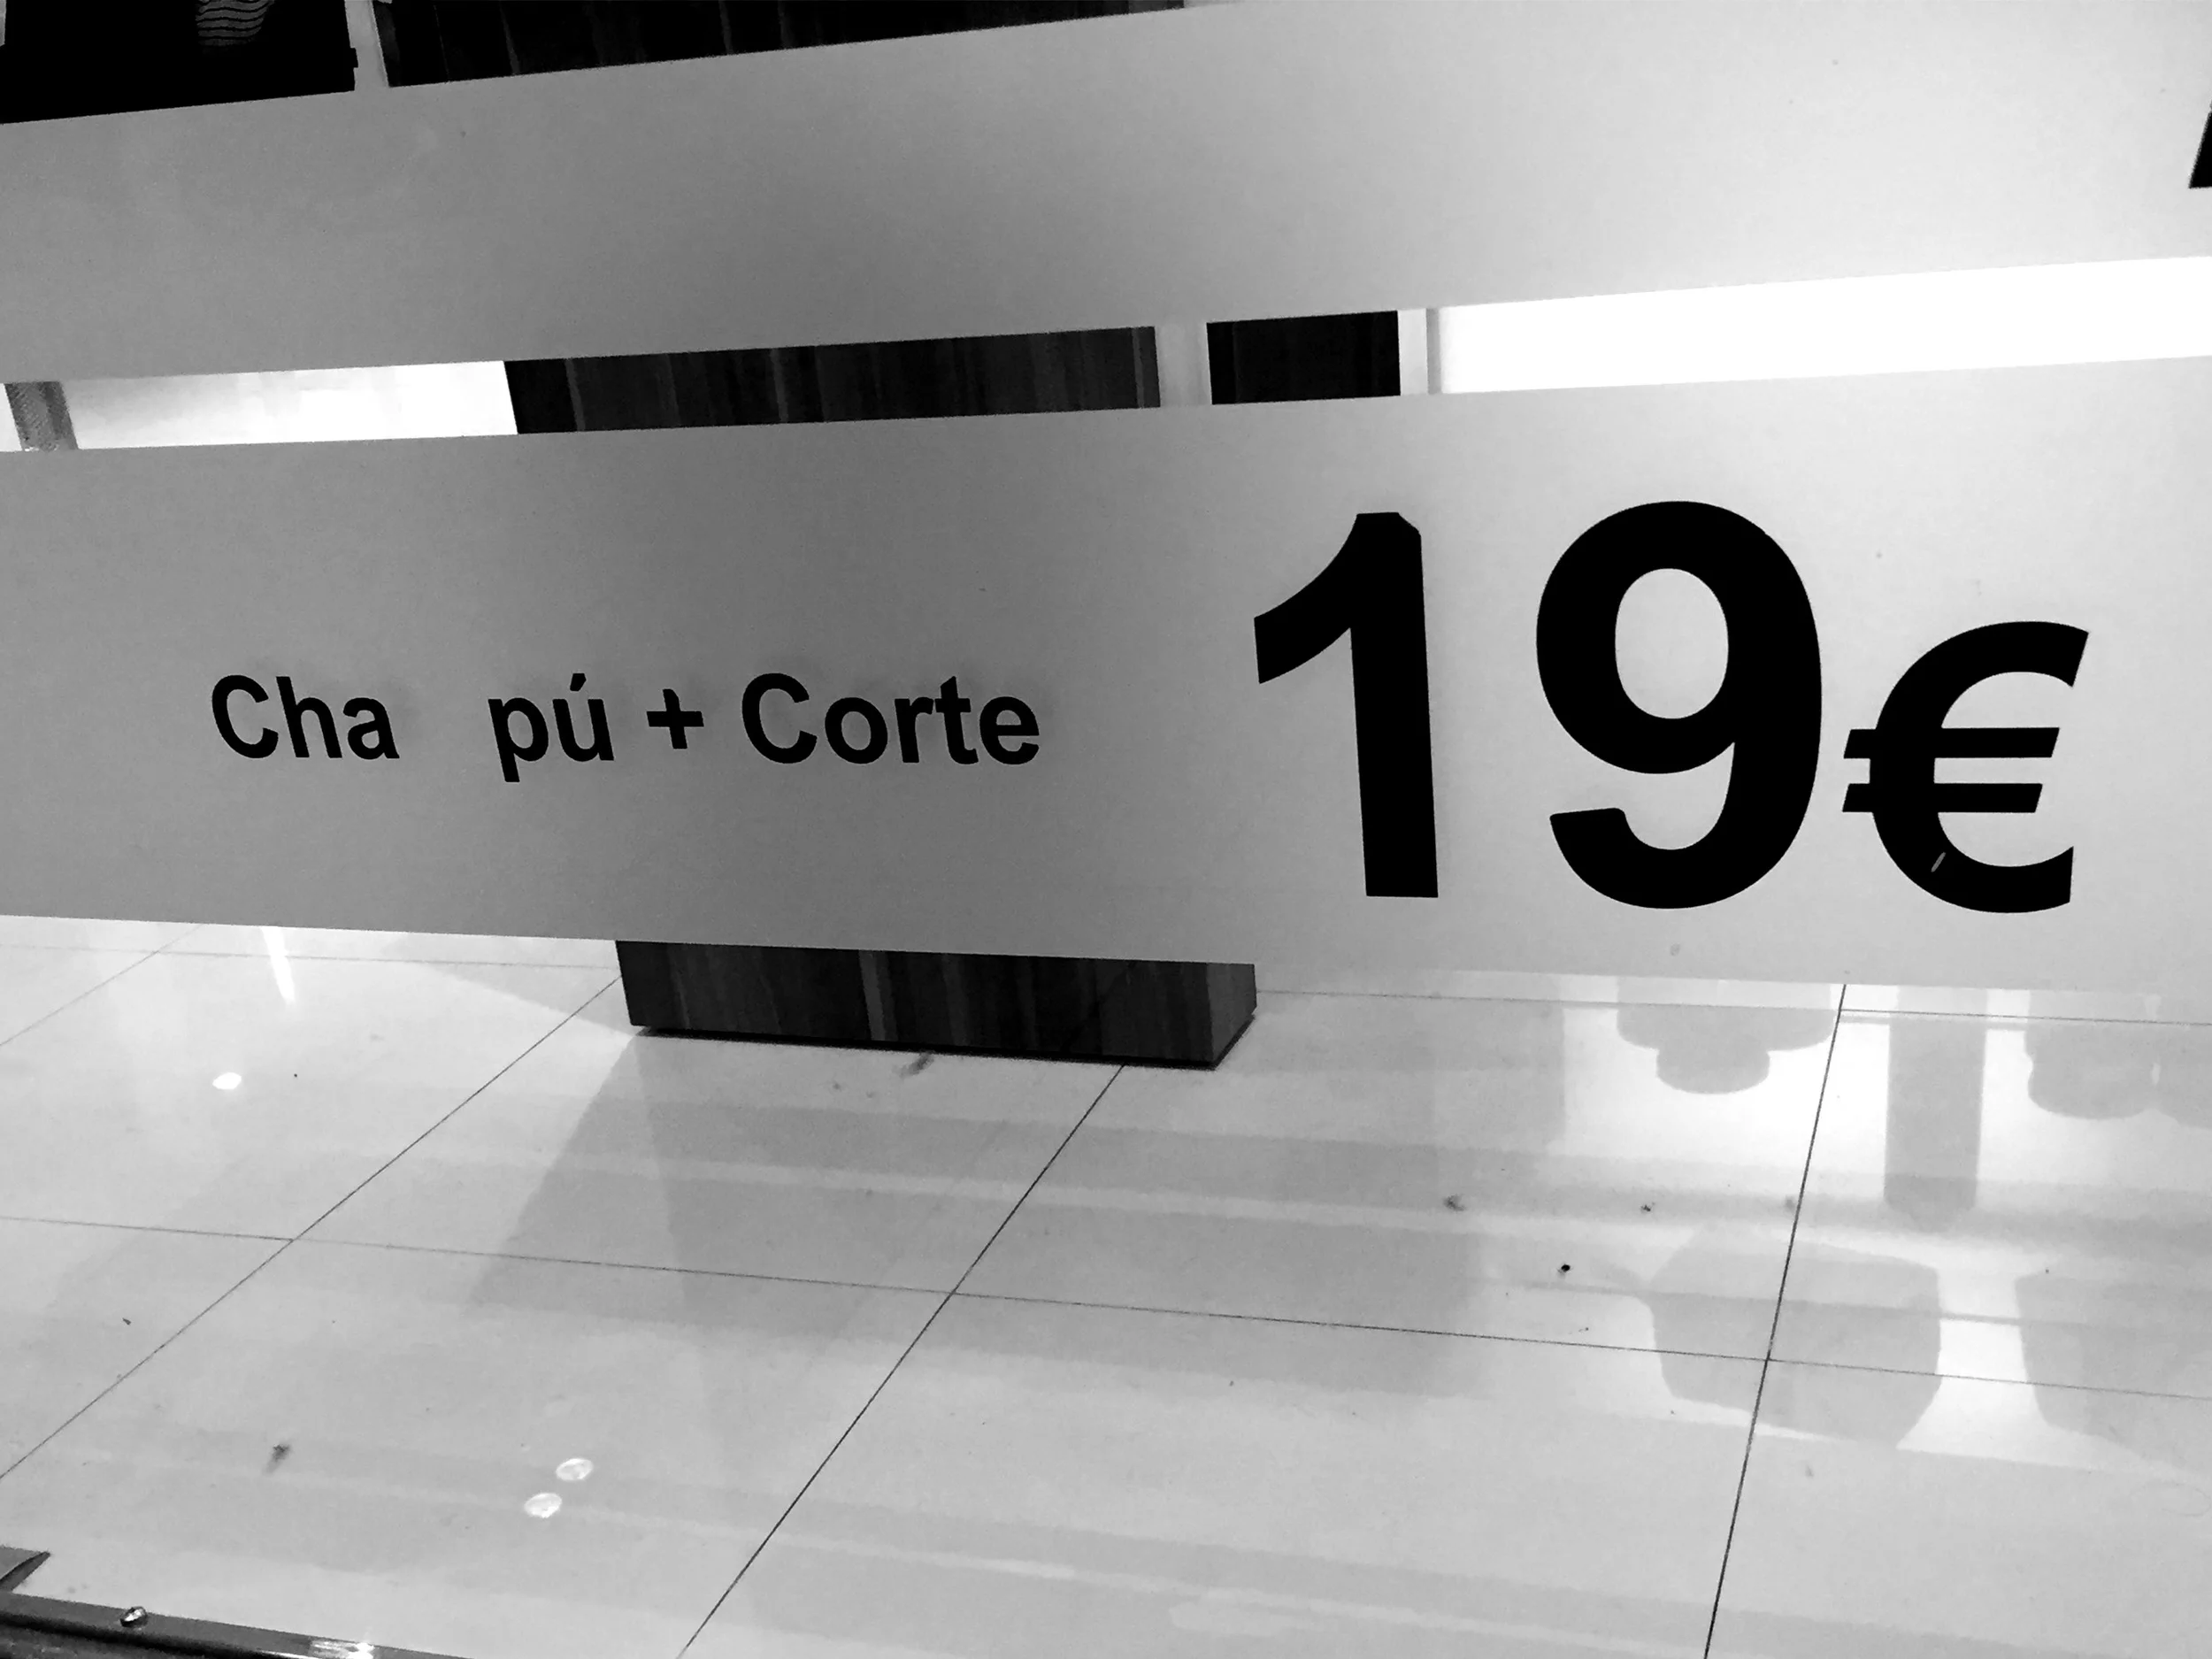 Cha pú + Corte 19€